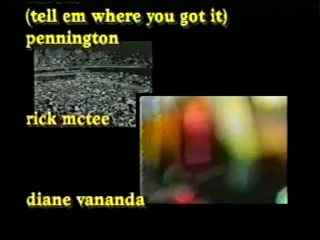 (tell em where you got it)
pennington
rick mctee
diane vananda